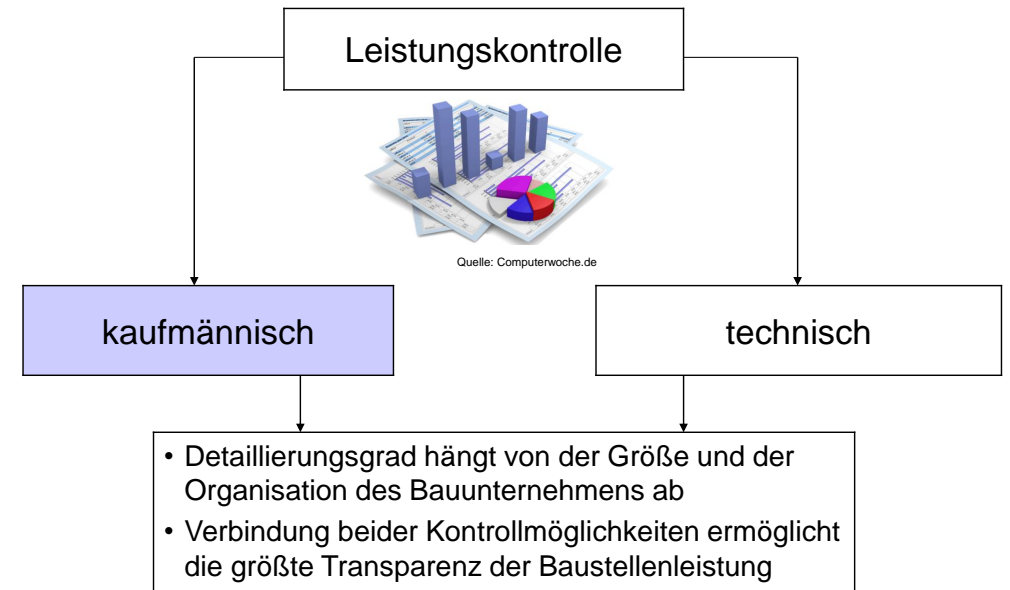 Leistungskontrolle
Quelle: Computerwoche.de
kaufmännisch
technisch
• Detaillierungsgrad hängt von der Größe und der
Organisation des Bauunternehmens ab
• Verbindung beider Kontrollmöglichkeiten ermöglicht
die größte Transparenz der Baustellenleistung